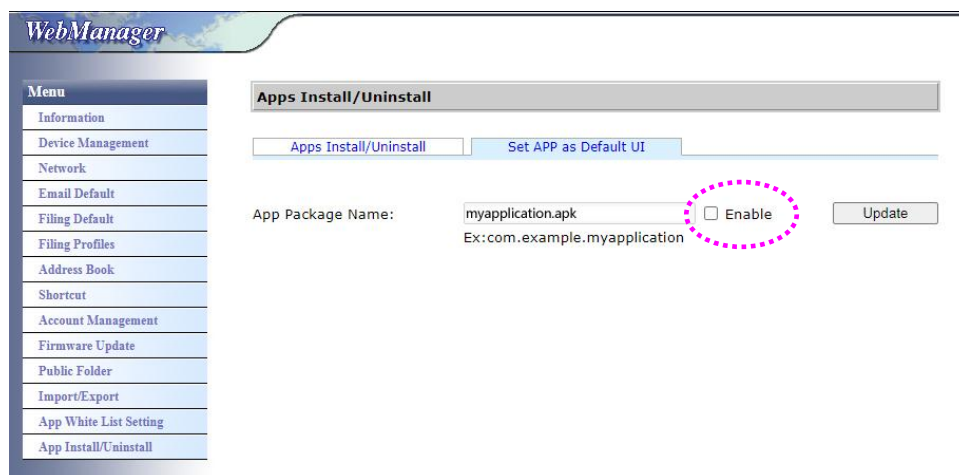 WebManager
Menu
Information
Device Management
Network
Email Default
Filing Default
Filing Profiles
Address Book
Shortcut
Account Management
Firmware Update
Public Folder
Import/Export
App White List Setting
App Install/Uninstall
Apps Install/Uninstall
Apps Install/Uninstall Set APP as Default UI
App Package Name: myapplication.apk Enable Update
Ex:com.example.myapplication